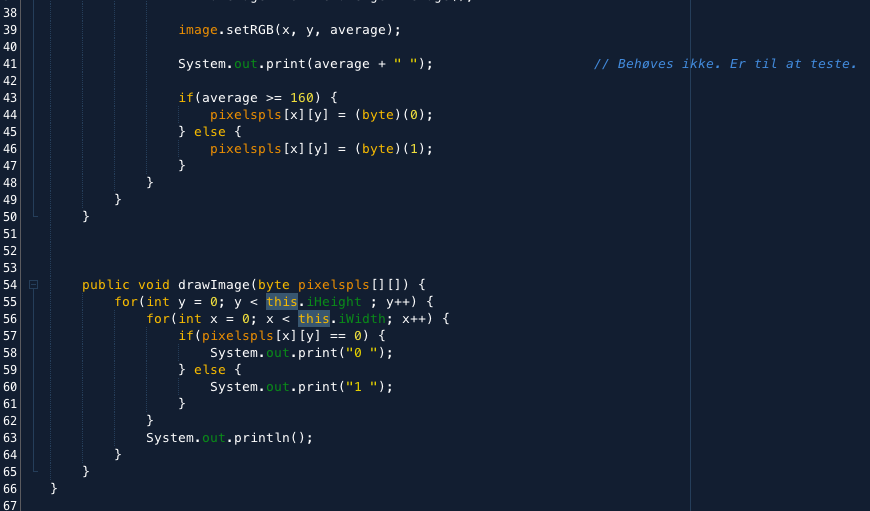 38
39 image.setRGB(x, y, average);
40
41 System.out.print(average + " "); // Behøves ikke. Er til at teste.
42
43 if(average >= 160) {
44 pixelspls[x][y] = (byte)(0);
45 } else {
46 pixelspls[x][y] = (byte)(1);
47 }
48 }
49 }
50 }
51
52
53
54 public void drawImage(byte pixelspls[][]) {
55 for(int y = 0; y < this.iHeight ; y++) {
56 for(int x = 0; x < this.iWidth; x++) {
57 if(pixelspls[x][y] == 0) {
58 System.out.print("0 ");
59 } else {
60 System.out.print("1 ");
61 }
62 }
63 System.out.println();
64 }
65 }
66 }
67